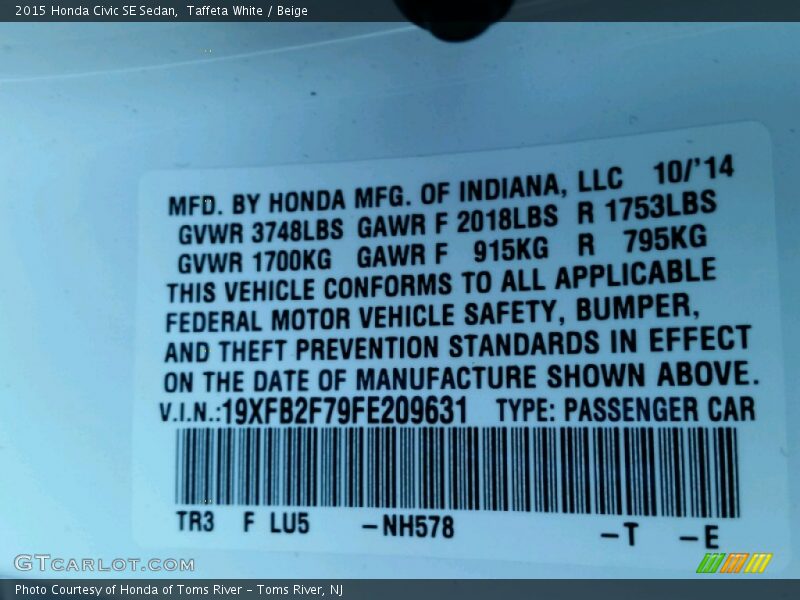 2015 Honda Civic SE Sedan, Taffeta White / Beige
MFD. BY HONDA MFG. OF INDIANA, LLC 10/'14
GVWR 3748LBS GAWR F 2018LBS R 1753LBS
GVWR 1700KG GAWR F 915KG R 795KG
THIS VEHICLE CONFORMS TO ALL APPLICABLE
FEDERAL MOTOR VEHICLE SAFETY, BUMPER,
AND THEFT PREVENTION STANDARDS IN EFFECT
ON THE DATE OF MANUFACTURE SHOWN ABOVE.
V.I.N.:19XFB2F79FE209631 TYPE: PASSENGER CAR
TR3 F LU5 –NH578 –T –E
GTCARLOT.COM
Photo Courtesy of Honda of Toms River – Toms River, NJ